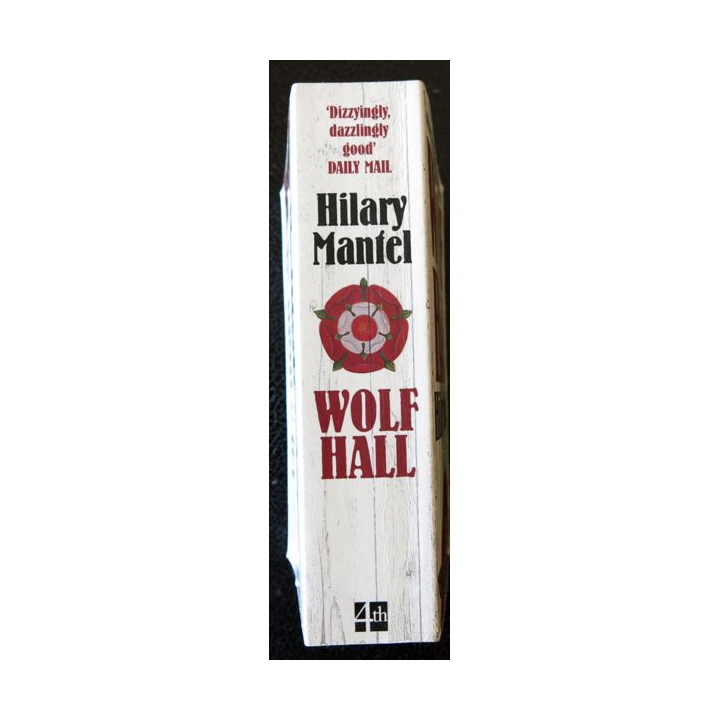 'Dizzyingly,
dazzlingly
good'
DAILY MAIL
Hilary
Mantel
WOLF
HALL
4th